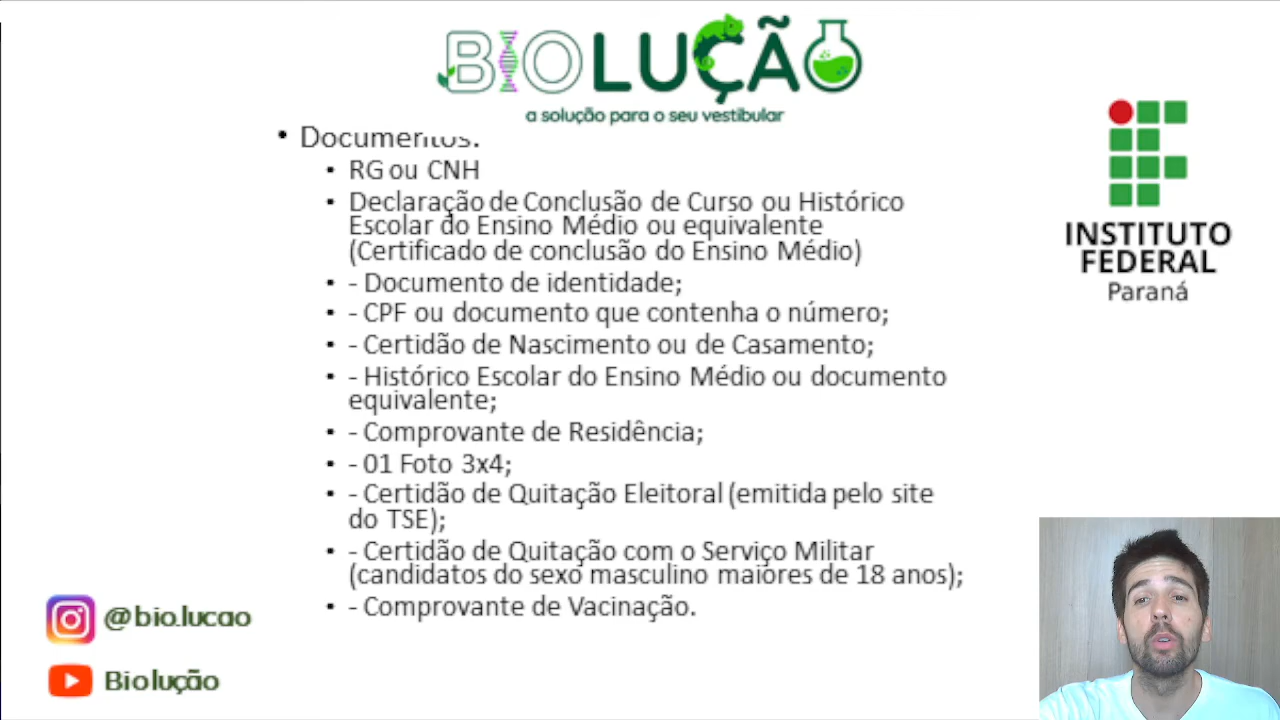 BIOLUÇÃO
a solução para o seu vestibular
• Documentos:
• RG ou CNH
• Declaração de Conclusão de Curso ou Histórico
Escolar do Ensino Médio ou equivalente
(Certificado de conclusão do Ensino Médio)
• - Documento de identidade;
• - CPF ou documento que contenha o número;
• - Certidão de Nascimento ou de Casamento;
• - Histórico Escolar do Ensino Médio ou documento
equivalente;
• - Comprovante de Residência;
• - 01 Foto 3x4;
• - Certidão de Quitação Eleitoral (emitida pelo site
do TSE);
• - Certidão de Quitação com o Serviço Militar
(candidatos do sexo masculino maiores de 18 anos);
• - Comprovante de Vacinação.
INSTITUTO
FEDERAL
Paraná
@bio.lucao
Biolução